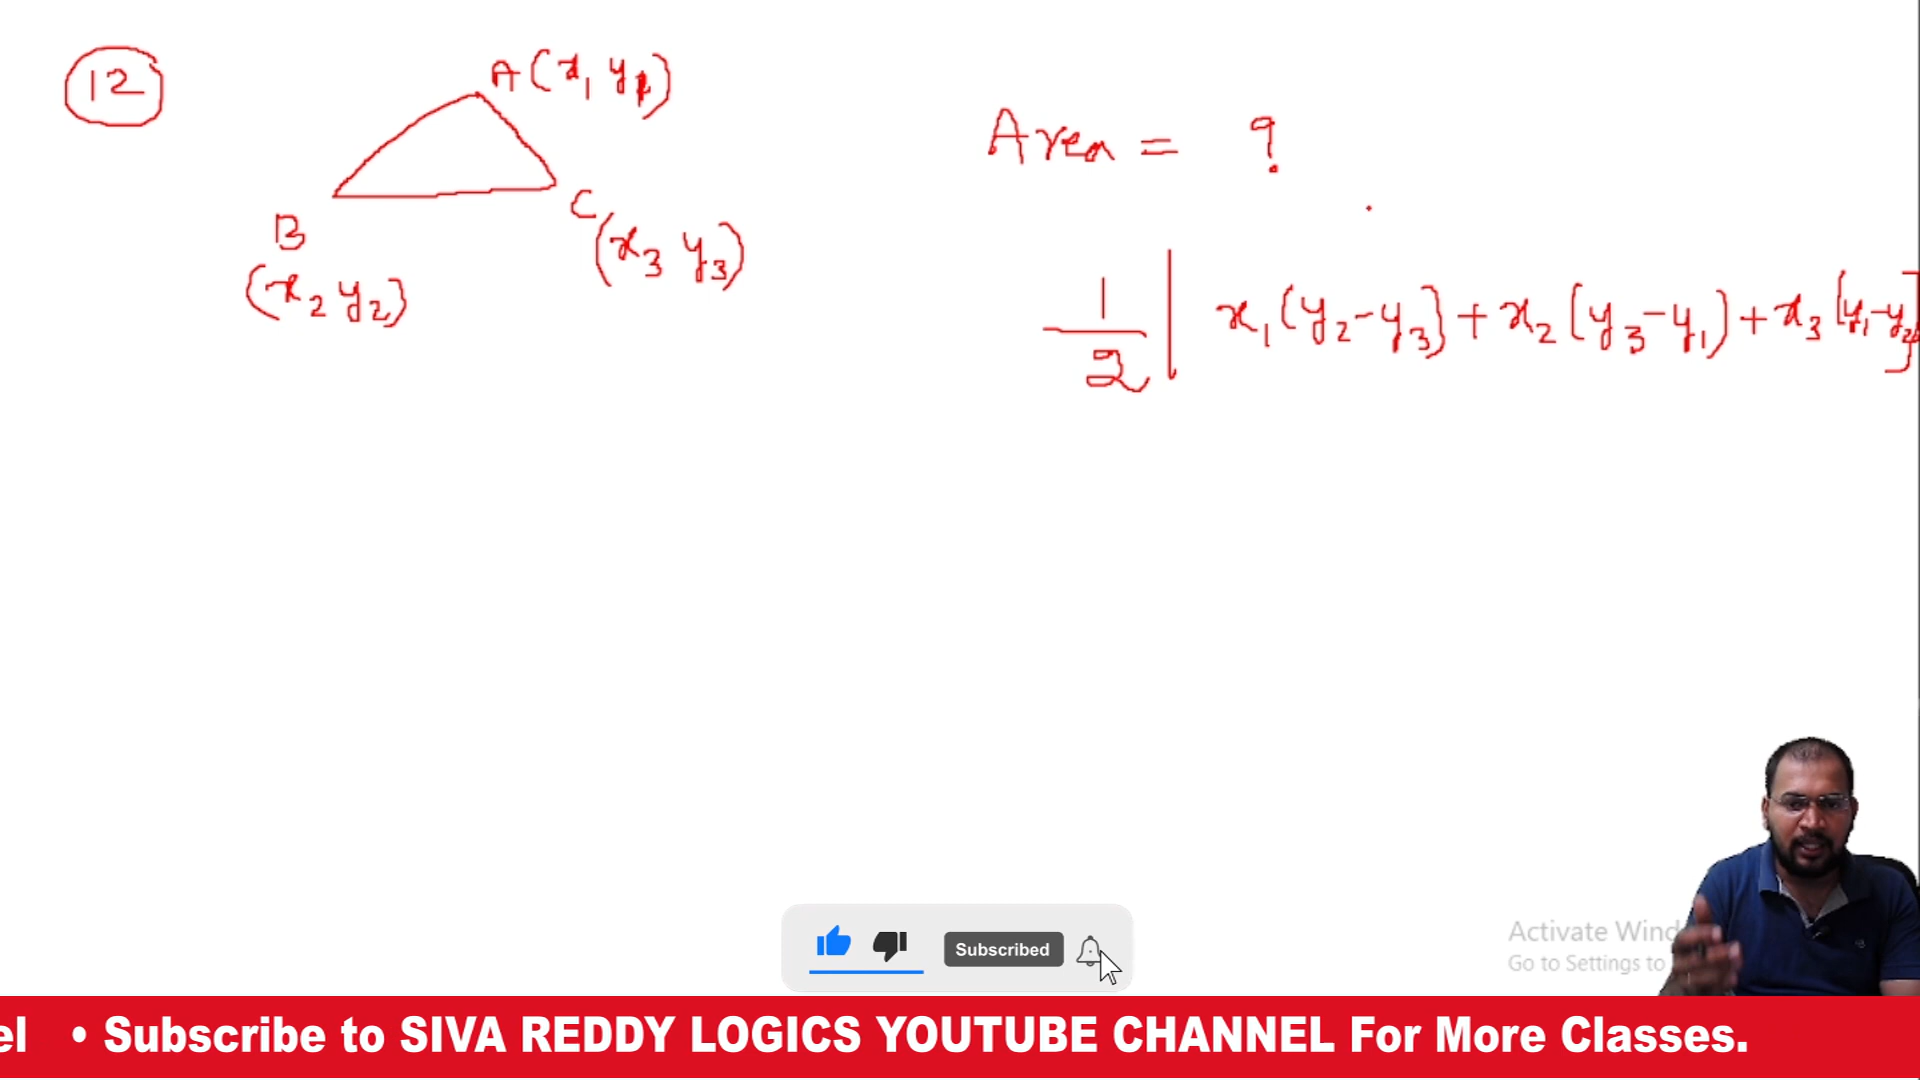 12
A (x₁ y₁)
Area = ?
B
C
(x₃ y₃)
(x₂ y₂)
1/2 | x₁(y₂-y₃)+x₂(y₃-y₁)+x₃[y₁-y₂]
Subscribed
Activate Wind
Go to Settings to
el • Subscribe to SIVA REDDY LOGICS YOUTUBE CHANNEL For More Classes.